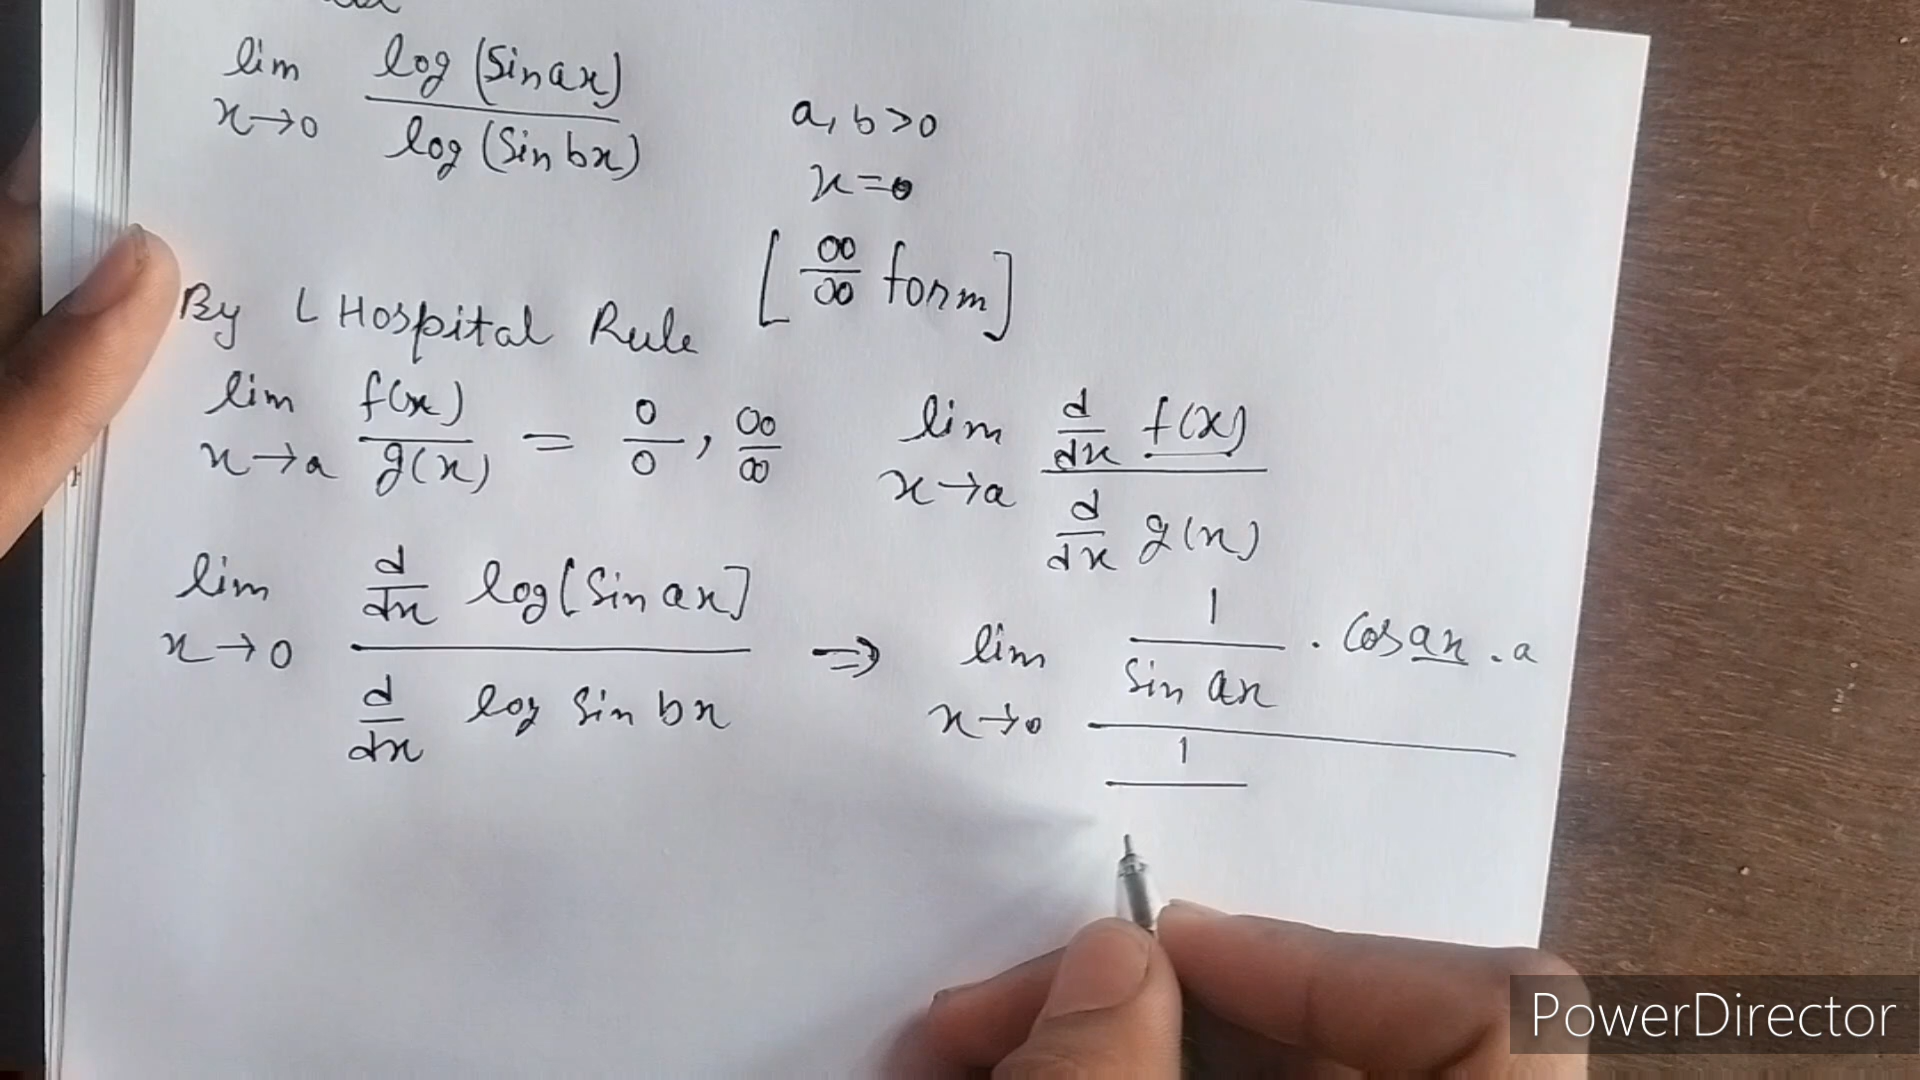 lim log (Sin ax)
x→0 log (Sin bx)
a, b > 0
x = 0
[ ∞/∞ form ]
By L Hospital Rule
lim f(x)
x→a g(x) = 0/0 , ∞/∞
lim d/dx f(x)
x→a d/dx g(x)
lim d/dx log [Sin ax]
x→0 d/dx log Sin bx
⇒ lim 1/Sin ax . Cos ax . a
x→0 1
PowerDirector